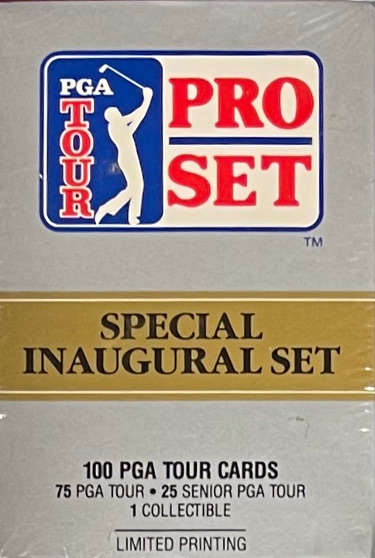 PGA
TOUR
PRO
SET
TM
SPECIAL
INAUGURAL SET
100 PGA TOUR CARDS
75 PGA TOUR • 25 SENIOR PGA TOUR
1 COLLECTIBLE
LIMITED PRINTING